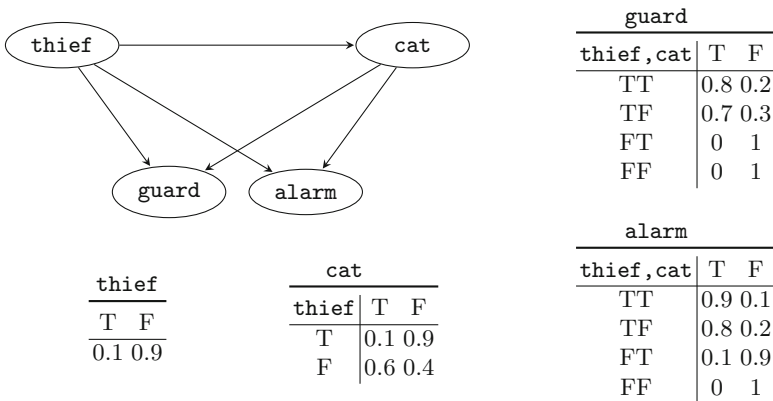 thief
cat
guard
alarm
guard
thief,cat T F
TT 0.8 0.2
TF 0.7 0.3
FT 0 1
FF 0 1
alarm
thief,cat T F
TT 0.9 0.1
TF 0.8 0.2
FT 0.1 0.9
FF 0 1
thief
T F
0.1 0.9
cat
thief T F
T 0.1 0.9
F 0.6 0.4